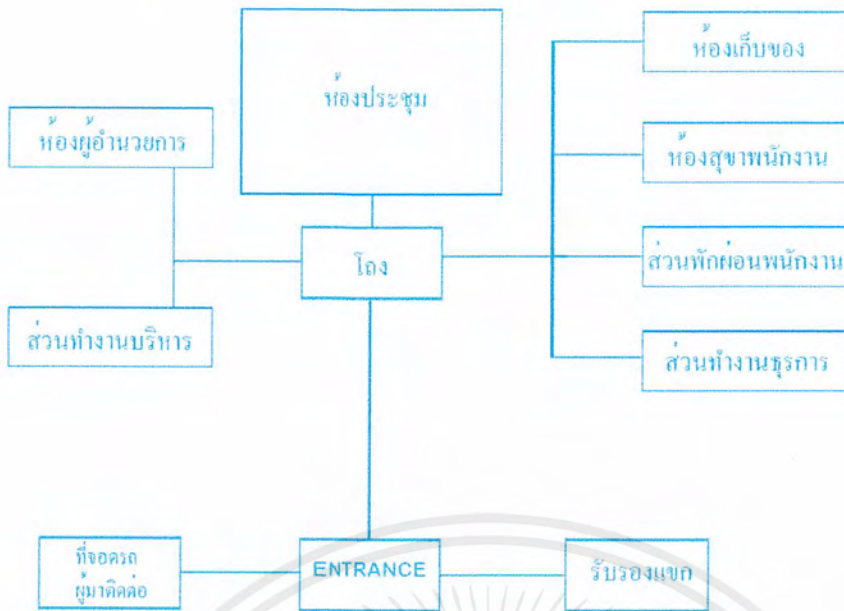 ห้องเก็บของ
ห้องประชุม
ห้องผู้อำนวยการ
ห้องสุขาพนักงาน
โถง
ส่วนพักผ่อนพนักงาน
ส่วนทำงานบริหาร
ส่วนทำงานธุรการ
ที่จอดรถ
ผู้มาติดต่อ
ENTRANCE
รับรองแขก